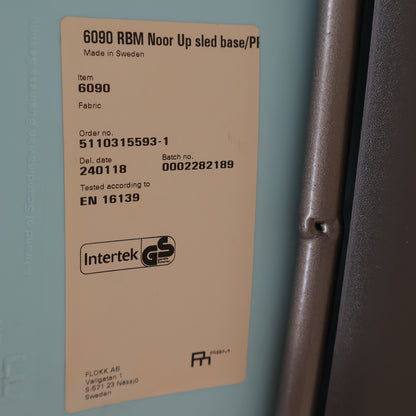 6090 RBM Noor Up sled base/
Made in Sweden
Item
6090
Fabric
Order no.
5110315593-1
Del. date Batch no.
240118 0002282189
Tested according to
EN 16139
Intertek GS
FLOKK AB
Vallgatan 1
S-571 23 Nässjö
Sweden